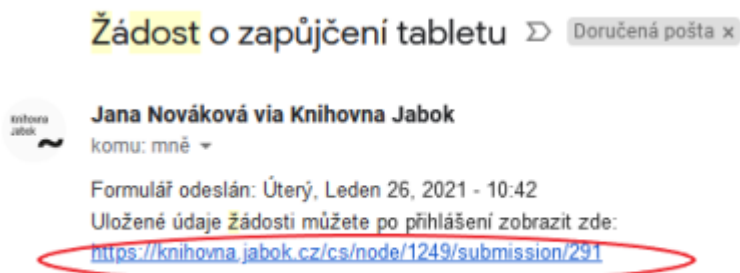 Žádost o zapůjčení tabletu Doručená pošta x
Knihovna
Jabok
Jana Nováková via Knihovna Jabok
komu: mně
Formulář odeslán: Úterý, Leden 26, 2021 - 10:42
Uložené údaje žádosti můžete po přihlášení zobrazit zde:
https://knihovna.jabok.cz/cs/node/1249/submission/291